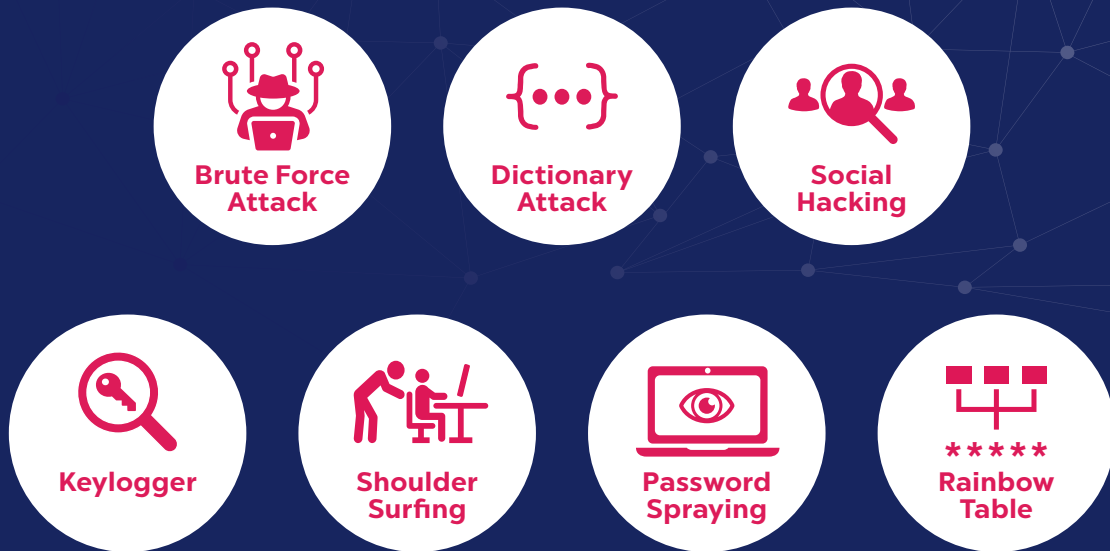 Brute Force
Attack
Dictionary
Attack
Social
Hacking
Keylogger
Shoulder
Surfing
Password
Spraying
*****
Rainbow
Table